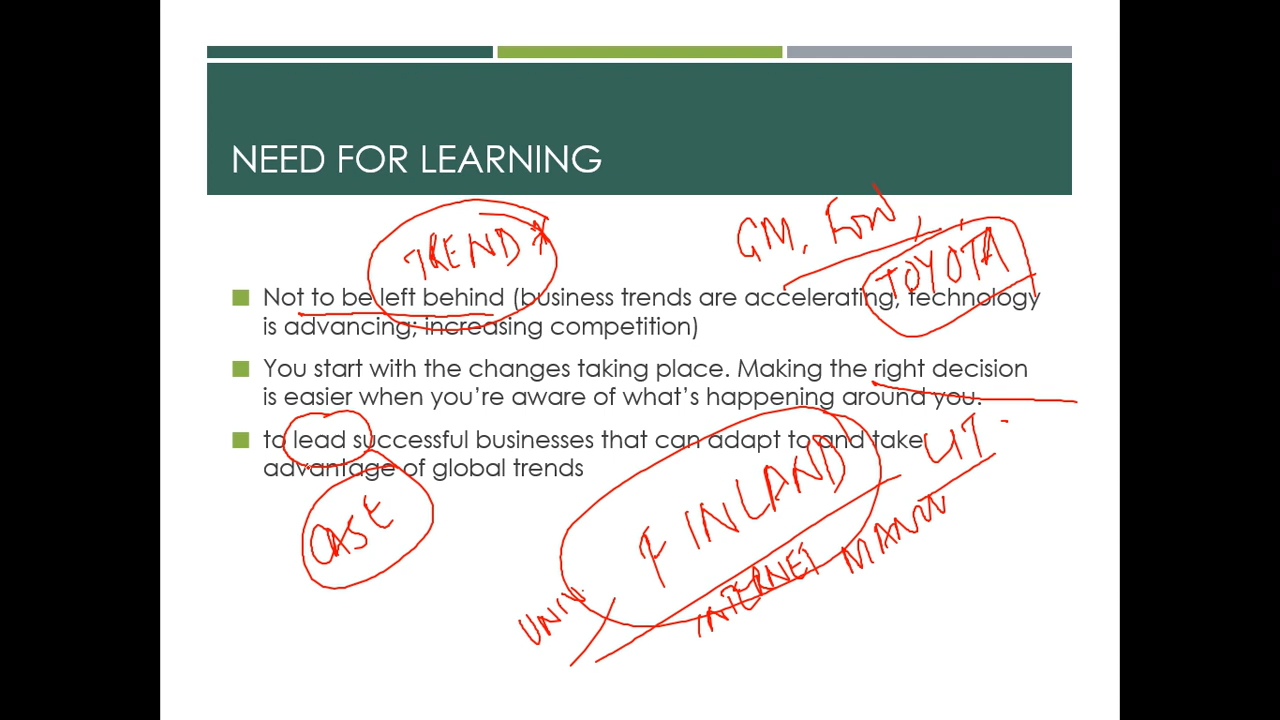 NEED FOR LEARNING
TREND
GM, Ford,
TOYOTA
Not to be left behind (business trends are accelerating, technology
is advancing; increasing competition)
You start with the changes taking place. Making the right decision
is easier when you're aware of what's happening around you.
to lead successful businesses that can adapt to and take
advantage of global trends
CASE
FINLAND
UNIV.
INTERNET